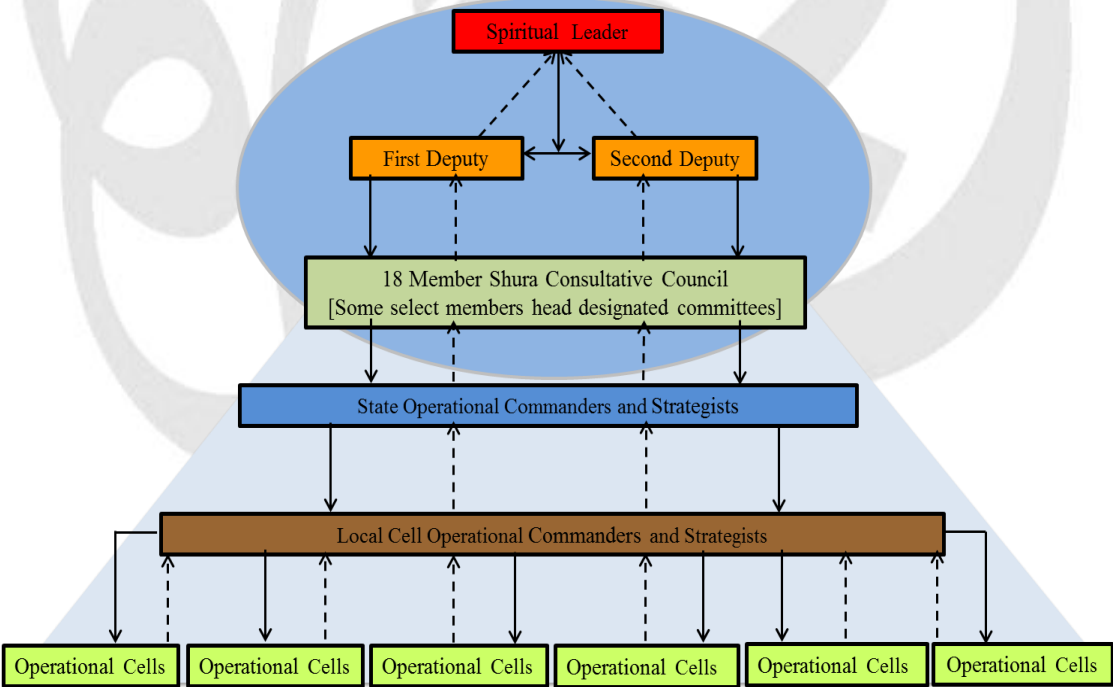 Spiritual Leader
First Deputy
Second Deputy
18 Member Shura Consultative Council
[Some select members head designated committees]
State Operational Commanders and Strategists
Local Cell Operational Commanders and Strategists
Operational Cells
Operational Cells
Operational Cells
Operational Cells
Operational Cells
Operational Cells